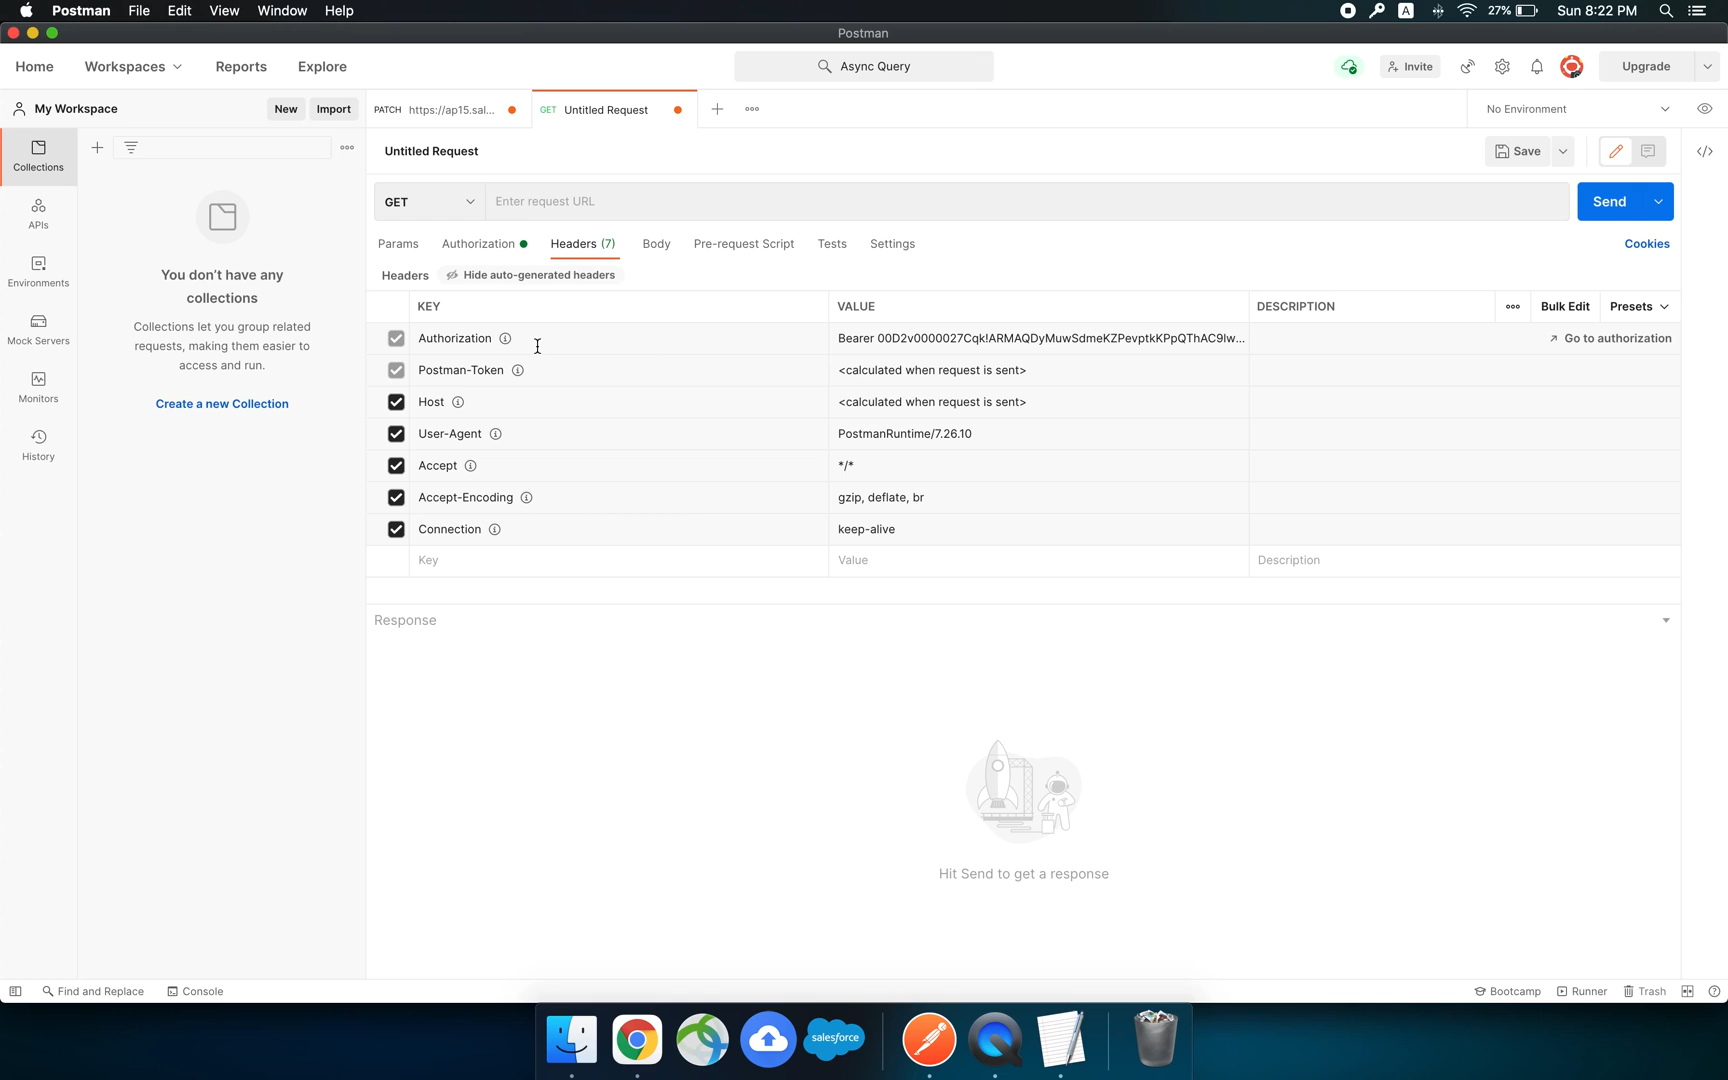 Postman File Edit View Window Help
A 27% Sun 8:22 PM
Postman
Home Workspaces Reports Explore
Async Query
Invite Upgrade
My Workspace New Import
PATCH https://ap15.sal...
GET Untitled Request
No Environment
Collections
APIs
Environments
Mock Servers
Monitors
History
You don't have any
collections
Collections let you group related
requests, making them easier to
access and run.
Create a new Collection
Untitled Request
Save
GET Enter request URL Send
Params Authorization Headers (7) Body Pre-request Script Tests Settings Cookies
Headers Hide auto-generated headers
KEY VALUE DESCRIPTION Bulk Edit Presets
Authorization Bearer 00D2v0000027Cqk!ARMAQDyMuwSdmeKZPevptkKPpQThAC9Iw... Go to authorization
Postman-Token <calculated when request is sent>
Host <calculated when request is sent>
User-Agent PostmanRuntime/7.26.10
Accept */*
Accept-Encoding gzip, deflate, br
Connection keep-alive
Key Value Description
Response
Hit Send to get a response
Find and Replace Console
Bootcamp Runner Trash
salesforce